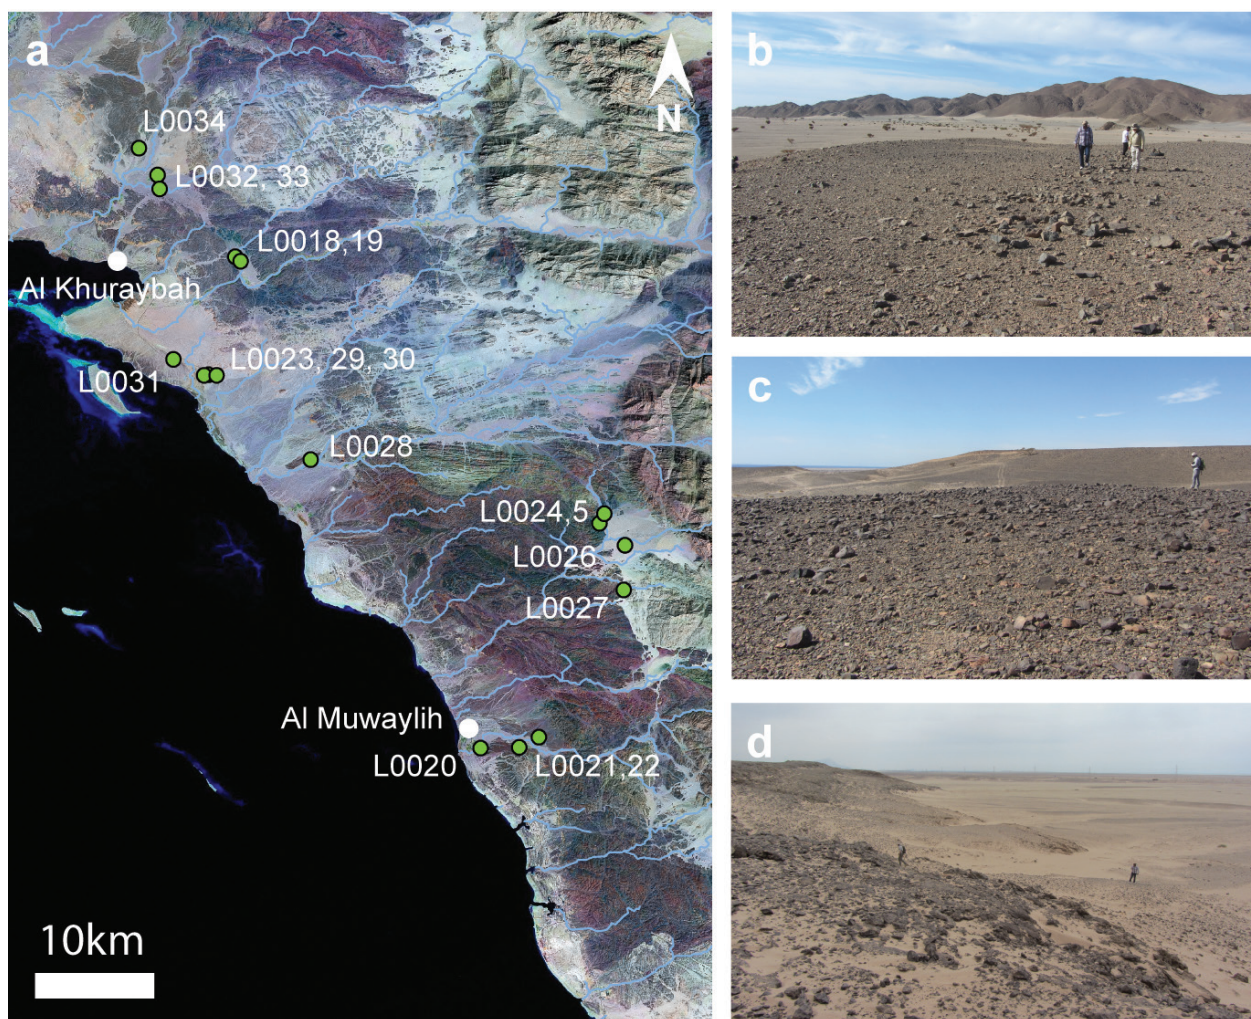 a
N
L0034
L0032, 33
L0018,19
Al Khuraybah
L0023, 29, 30
L0031
L0028
L0024,5
L0026
L0027
Al Muwaylih
L0020
L0021,22
10km
b
c
d